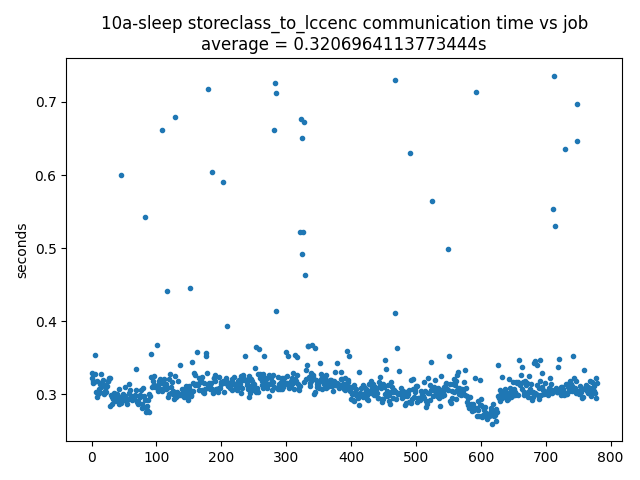 10a-sleep storeclass_to_lccenc communication time vs job
average = 0.3206964113773444s
seconds
0.7
0.6
0.5
0.4
0.3
0 100 200 300 400 500 600 700 800